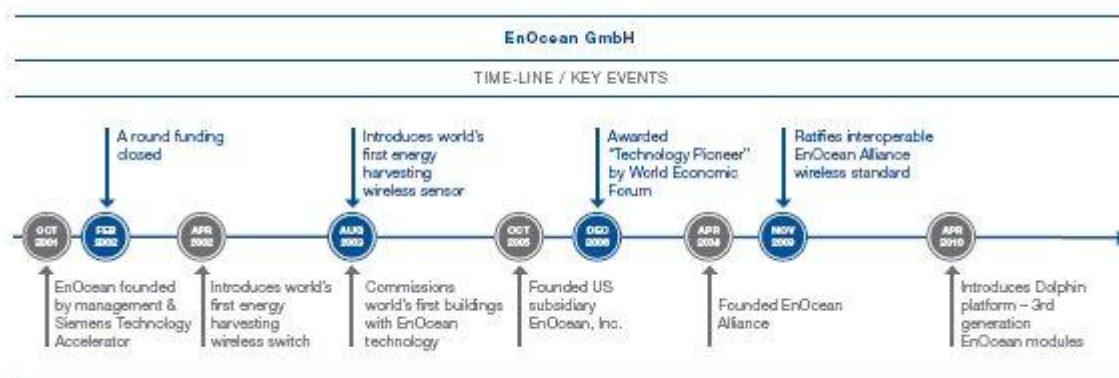 EnOcean GmbH
TIME-LINE / KEY EVENTS
A round funding
closed
Introduces world's
first energy
harvesting
wireless sensor
Awarded
"Technology Pioneer"
by World Economic
Forum
Ratifies interoperable
EnOcean Alliance
wireless standard
OCT
2001
FEB
2002
APR
2002
AUG
2003
OCT
2005
DEC
2006
APR
NOV
2009
APR
2010
EnOcean founded
by management &
Siemens Technology
Accelerator
Introduces world's
first energy
harvesting
wireless switch
Commissions
world's first buildings
with EnOcean
technology
Founded US
subsidiary
EnOcean, Inc.
Founded EnOcean
Alliance
Introduces Dolphin
platform – 3rd
generation
EnOcean modules